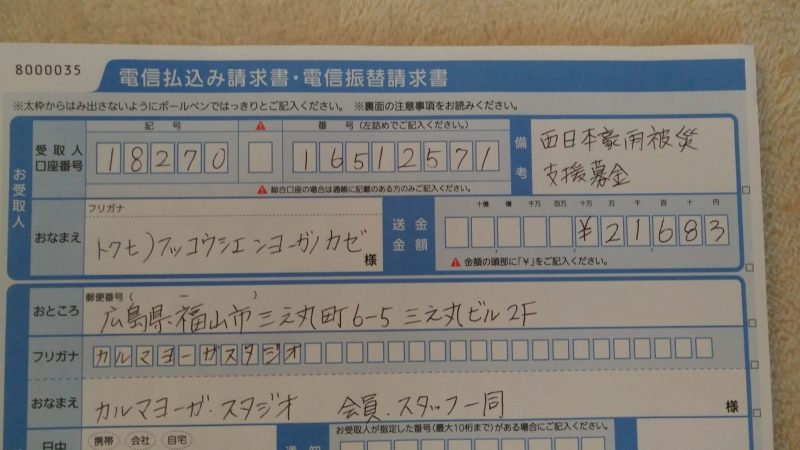 8000035 電信払込み請求書・電信振替請求書
※太枠からはみ出さないようにボールペンではっきりとご記入ください。 ※裏面の注意事項をお読みください。
お受取人
受取人口座番号
記号
番号(左詰めでご記入ください。)
18270
16512571
総合口座の場合は通帳に記載のある方のみご記入ください。
備考
西日本豪雨被災
支援募金
フリガナ
おなまえ
トクヒ)フッコウシエンヨーガノカゼ 様
送金金額
十億 億 千万 百万 十万 万 千 百 十 円
¥21683
金額の頭部に「¥」をご記入ください。
郵便番号( ー )
おところ 広島県福山市三之丸町6-5 三之丸ビル2F
フリガナ カルマヨーガスタジオ
おなまえ カルマヨーガ・スタジオ 会員・スタッフ一同 様
日中
携帯 会社 自宅
通知
お受取人が指定した番号(最大10桁まで)がある場合にご記入ください。